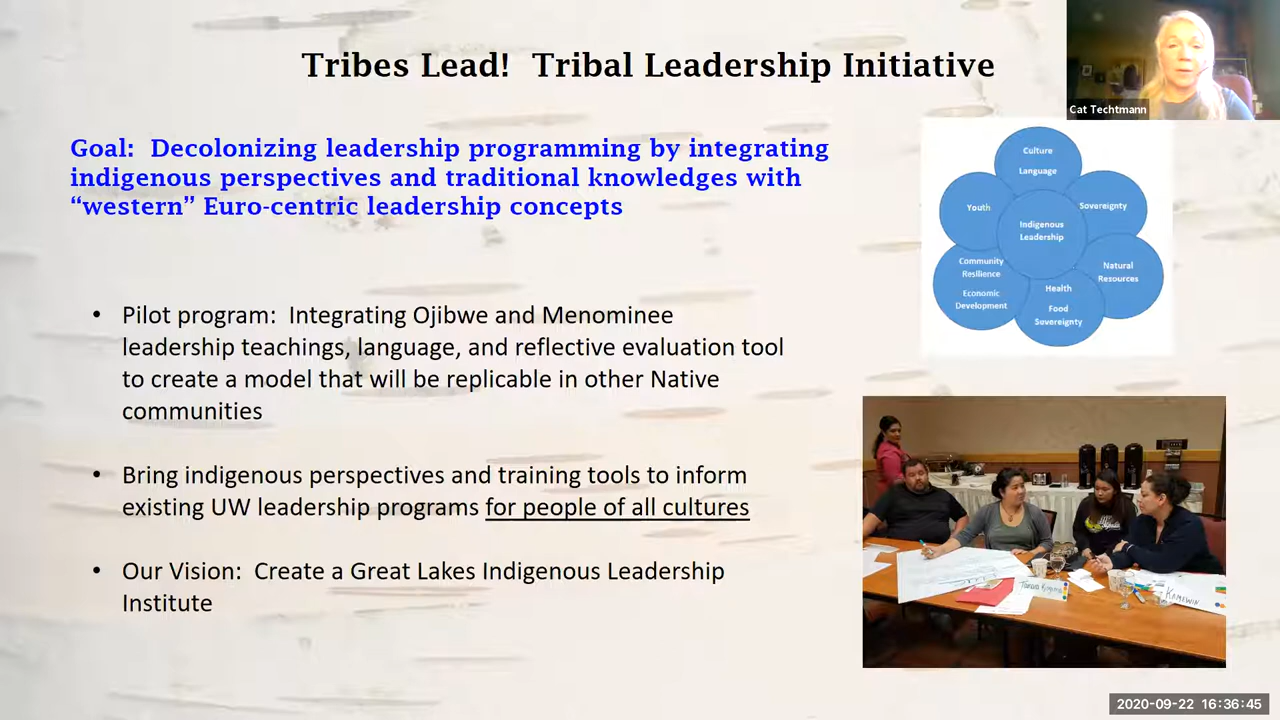 Tribes Lead!  Tribal Leadership Initiative
Cat Techtmann
Goal:  Decolonizing leadership programming by integrating
indigenous perspectives and traditional knowledges with
“western” Euro-centric leadership concepts
Culture
Language
Youth
Sovereignty
Indigenous
Leadership
Community
Resilience
Economic
Development
Natural
Resources
Health
Food
Sovereignty
• Pilot program:  Integrating Ojibwe and Menominee
leadership teachings, language, and reflective evaluation tool
to create a model that will be replicable in other Native
communities
• Bring indigenous perspectives and training tools to inform
existing UW leadership programs for people of all cultures
• Our Vision:  Create a Great Lakes Indigenous Leadership
Institute
2020-09-22 16:36:45